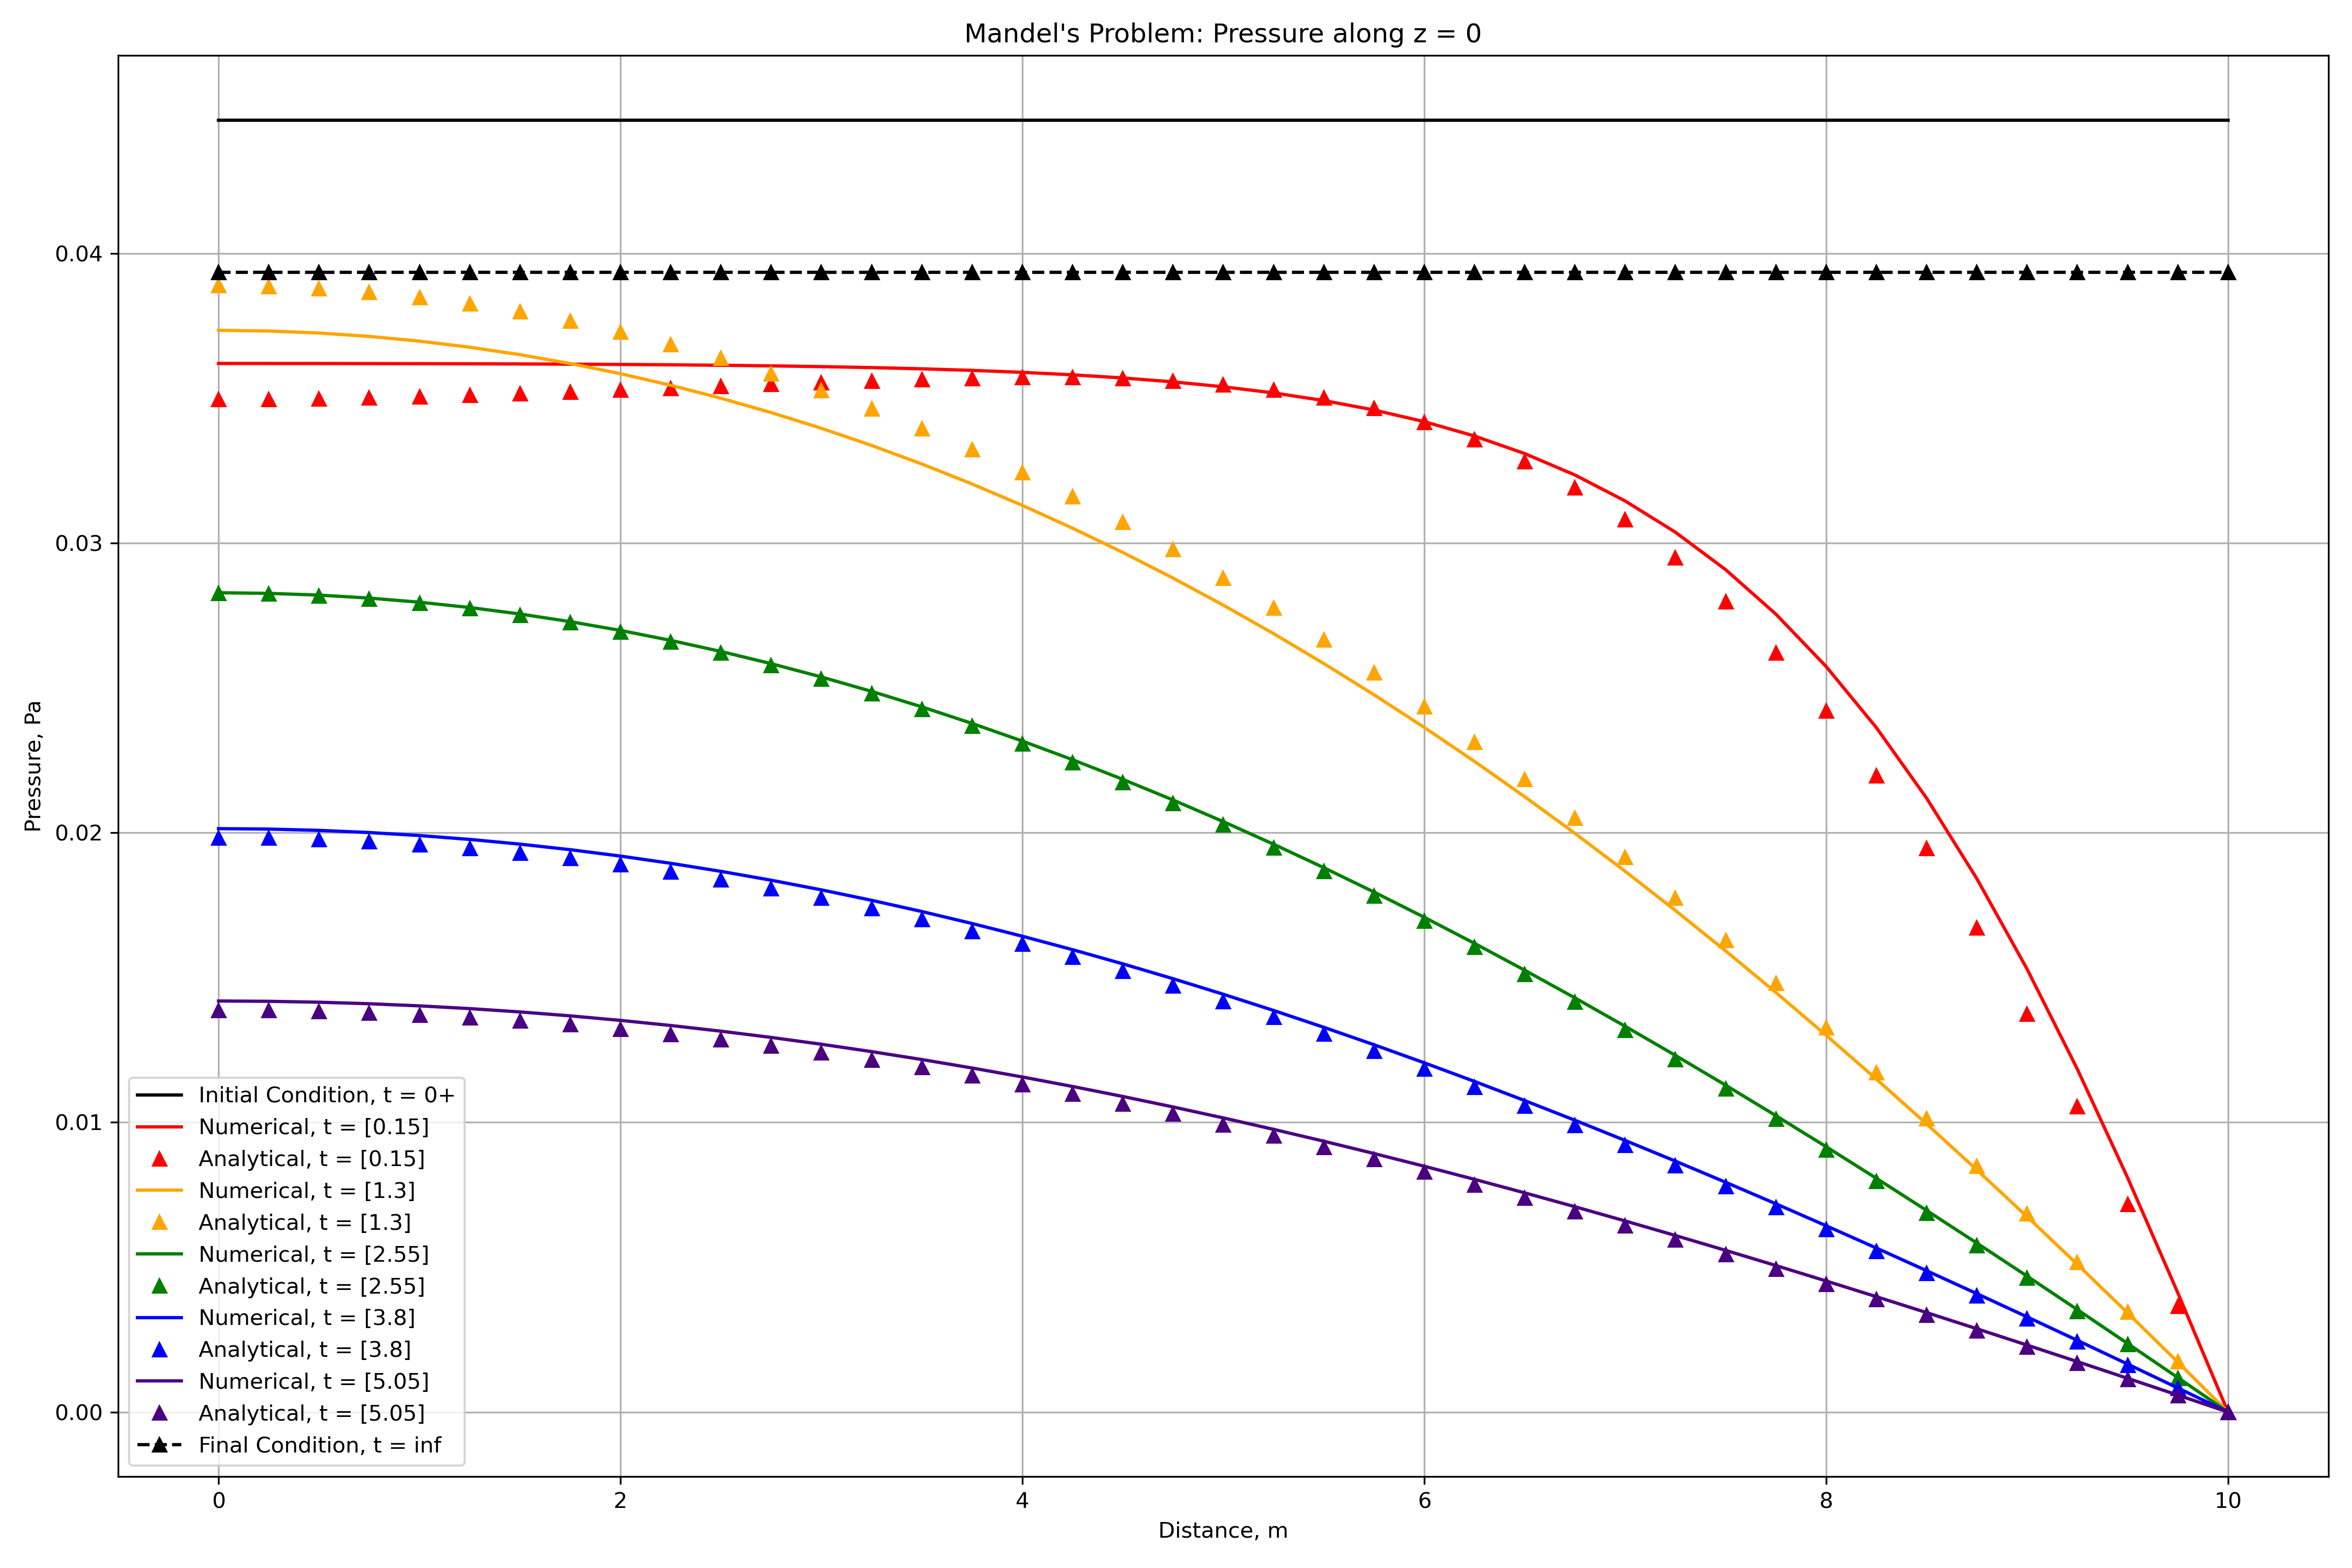 Mandel's Problem: Pressure along z = 0
Pressure, Pa
0.04
0.03
0.02
0.01
0.00
Initial Condition, t = 0+
Numerical, t = [0.15]
Analytical, t = [0.15]
Numerical, t = [1.3]
Analytical, t = [1.3]
Numerical, t = [2.55]
Analytical, t = [2.55]
Numerical, t = [3.8]
Analytical, t = [3.8]
Numerical, t = [5.05]
Analytical, t = [5.05]
Final Condition, t = inf
0 2 4 6 8 10
Distance, m